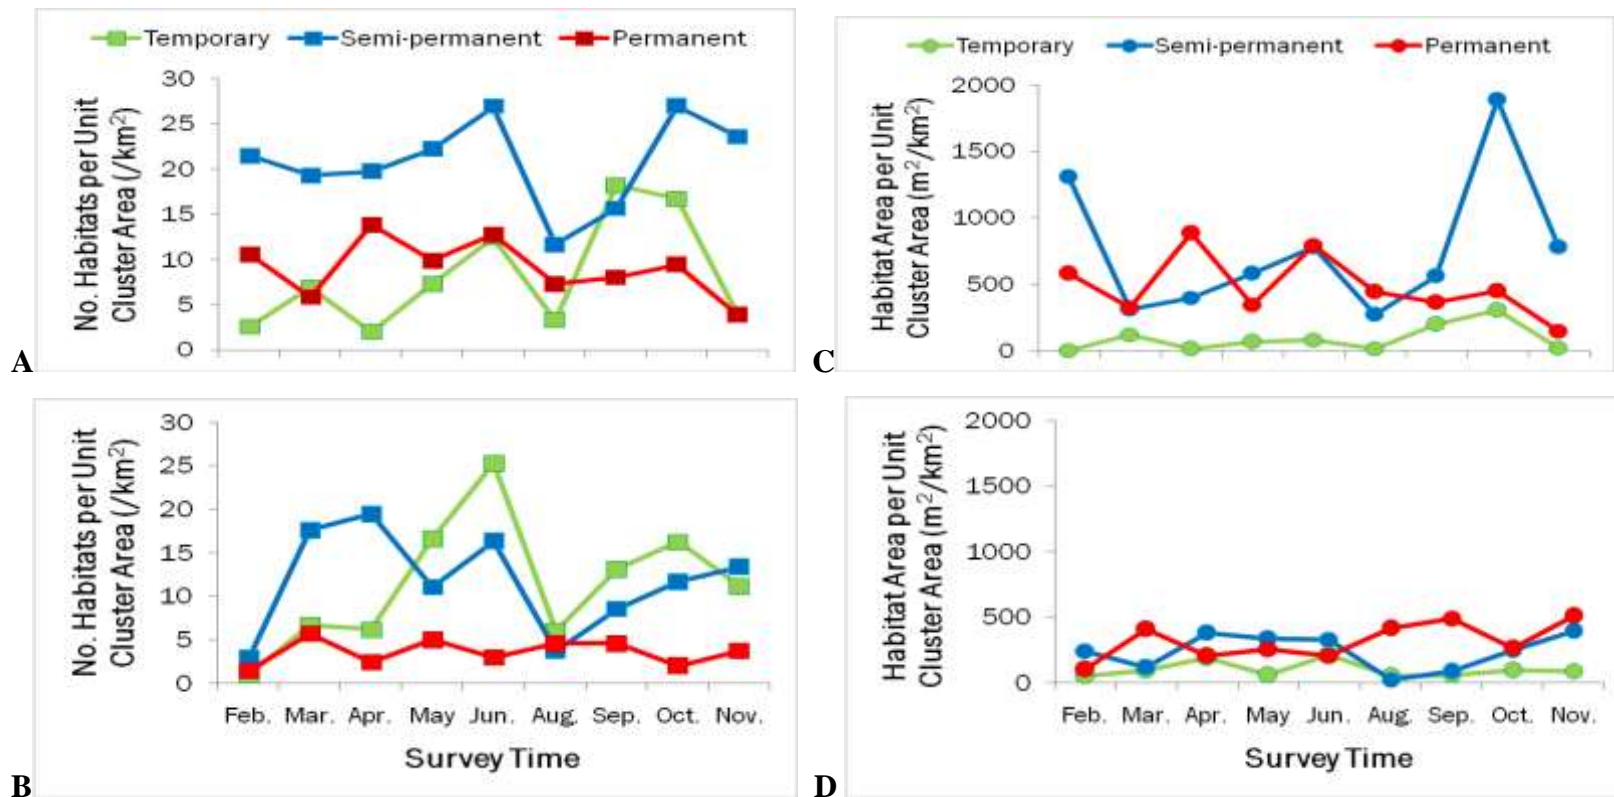 Temporary Semi-permanent Permanent
No. Habitats per Unit
Cluster Area (/km²)
30
25
20
15
10
5
0
A
Temporary Semi-permanent Permanent
Habitat Area per Unit
Cluster Area (m²/km²)
2000
1500
1000
500
0
C
No. Habitats per Unit
Cluster Area (/km²)
30
25
20
15
10
5
0
Feb. Mar. Apr. May Jun. Aug. Sep. Oct. Nov.
Survey Time
B
Habitat Area per Unit
Cluster Area (m²/km²)
2000
1500
1000
500
0
Feb. Mar. Apr. May Jun. Aug. Sep. Oct. Nov.
Survey Time
D